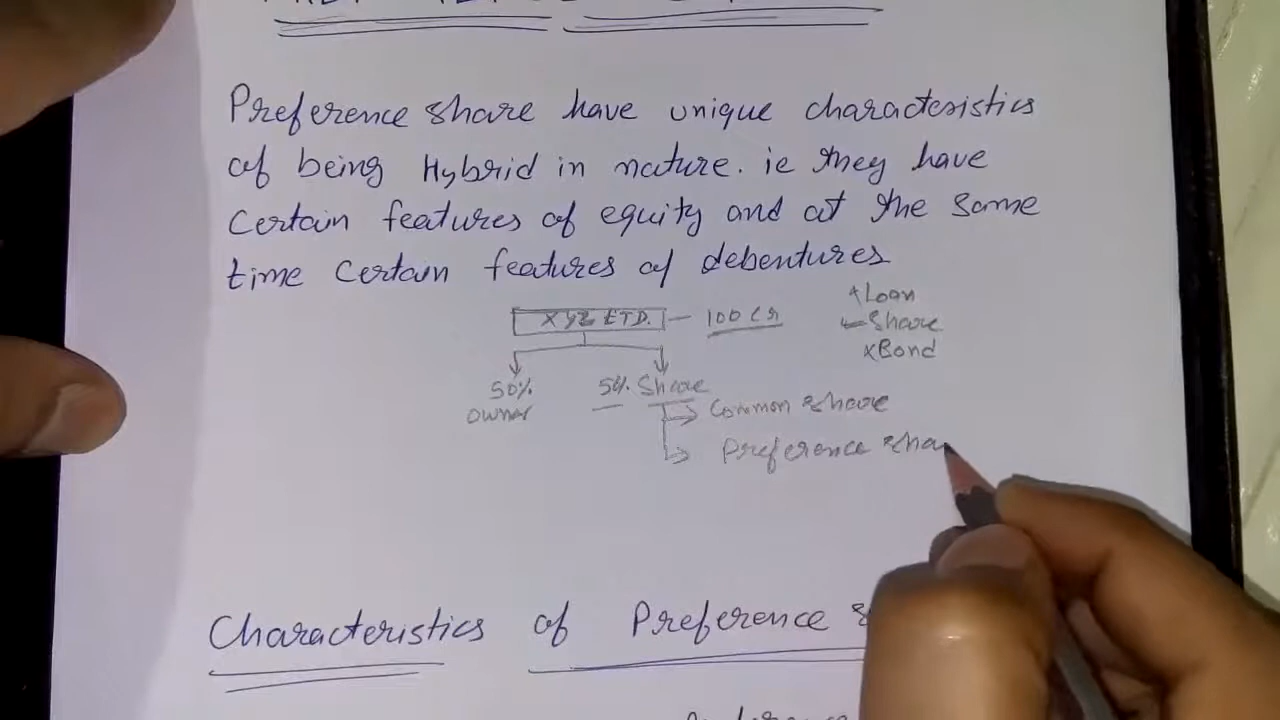 Preference share have unique characteristics
of being Hybrid in nature. ie they have
Certain features of equity and at the same
time certain features of debentures
XYZ LTD. — 100 Cr
Loan
Share
x Bond
50% 50% Share
owner
Common share
Preference sha
Characteristics of Preference